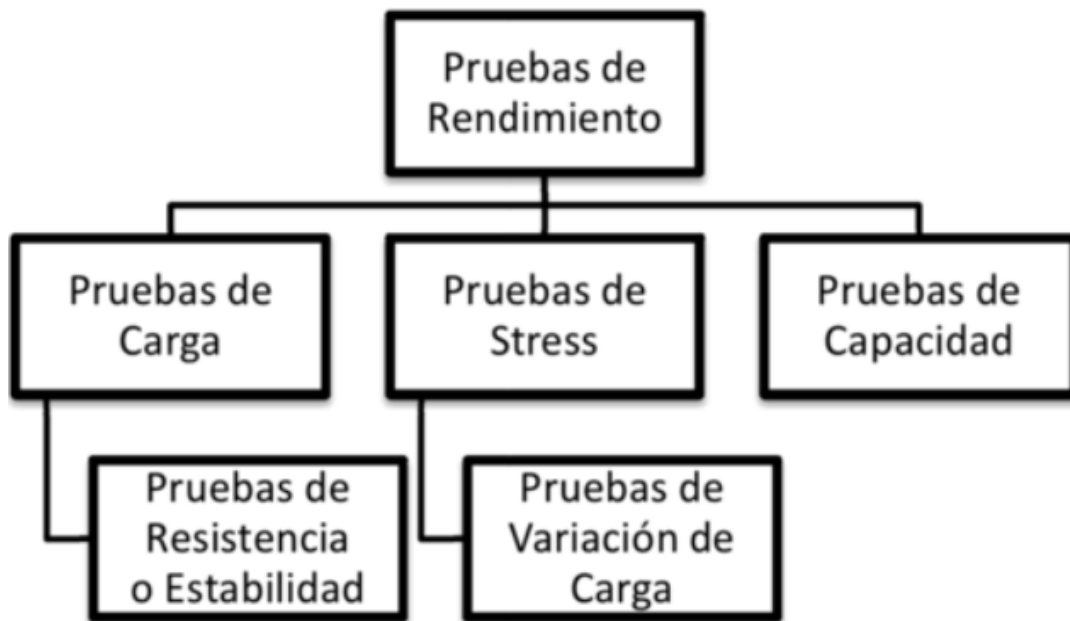 Pruebas de
Rendimiento
Pruebas de
Carga
Pruebas de
Stress
Pruebas de
Capacidad
Pruebas de
Resistencia
o Estabilidad
Pruebas de
Variación de
Carga